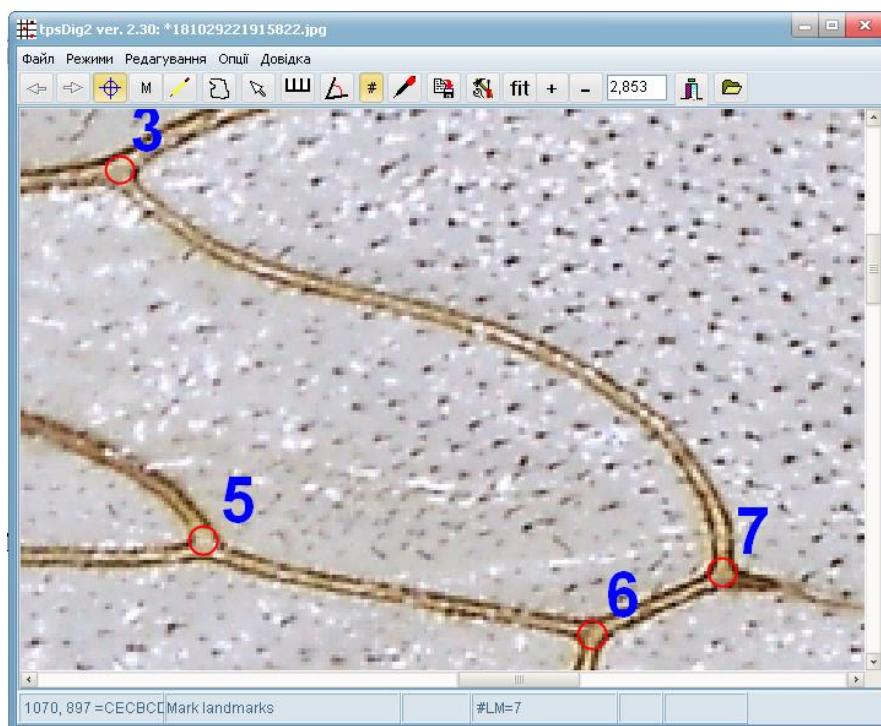 tpsDig2 ver. 2.30: *181029221915822.jpg
Файл Режими Редагування Опції Довідка
M # fit + - 2,853
3
5
7
6
1070, 897 =CECBCD Mark landmarks #LM=7